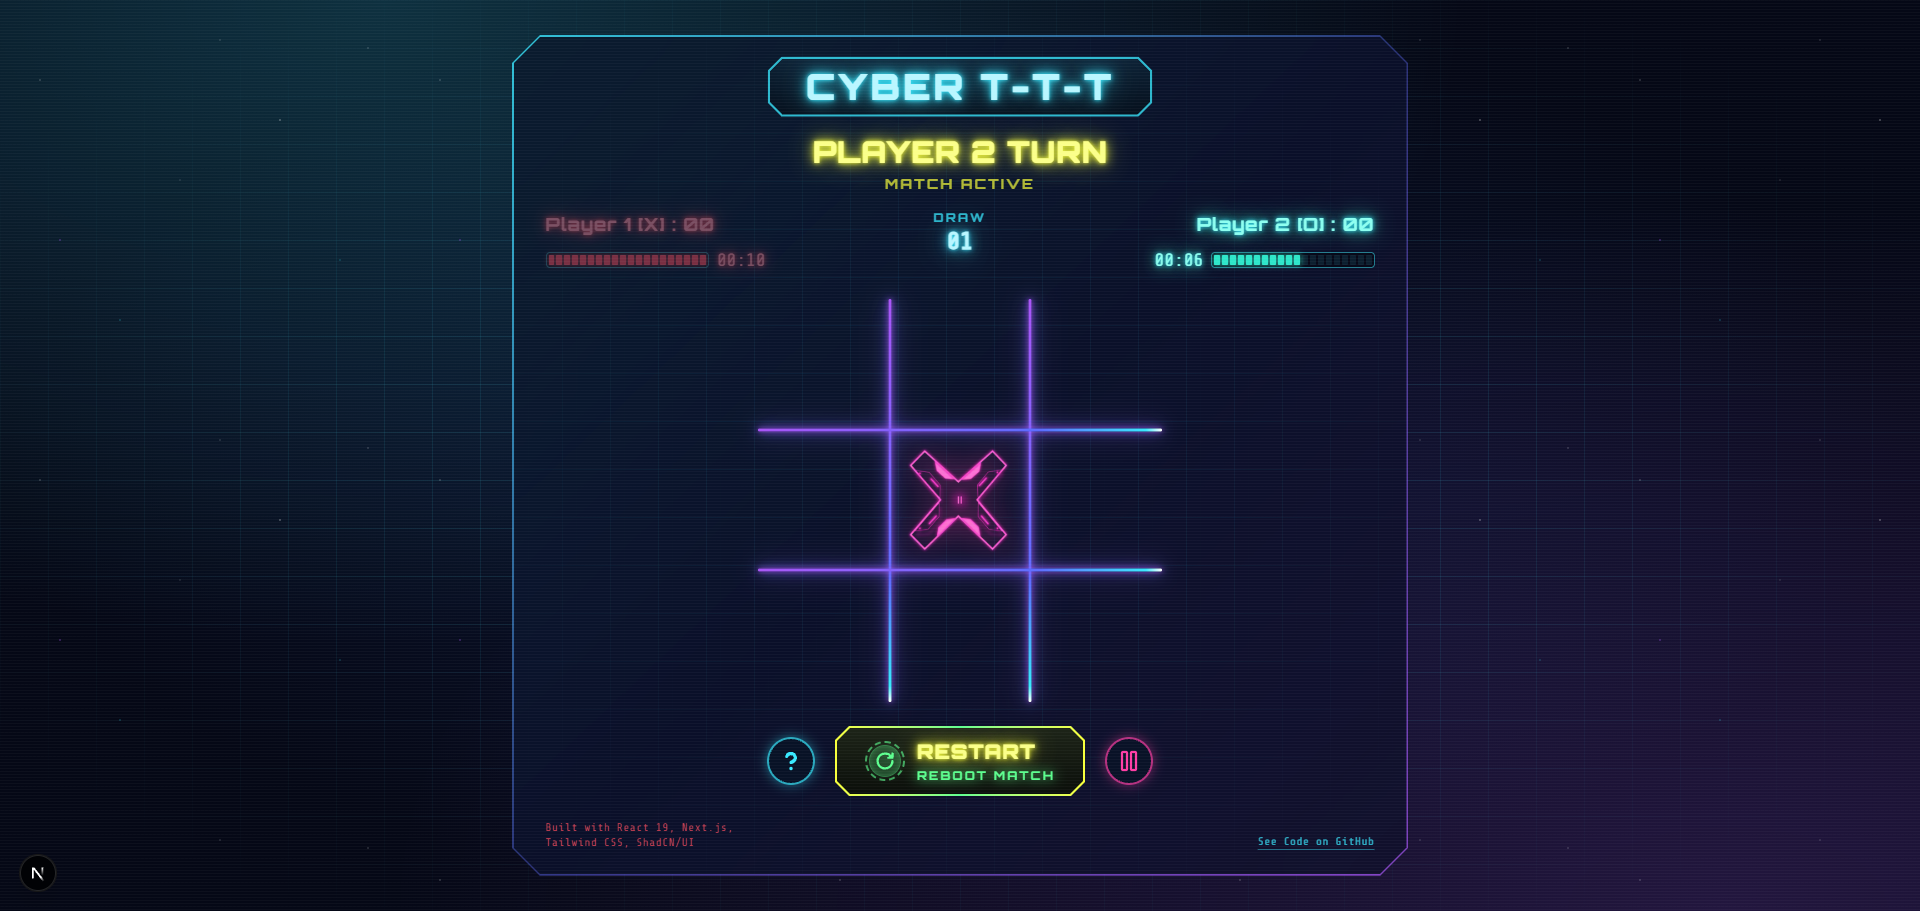 CYBER T-T-T
PLAYER 2 TURN
MATCH ACTIVE
Player 1 [X] : 00
00:10
DRAW
01
Player 2 [O] : 00
00:06
?
RESTART
REBOOT MATCH
Built with React 19, Next.js,
Tailwind CSS, ShadCN/UI
See Code on GitHub
N